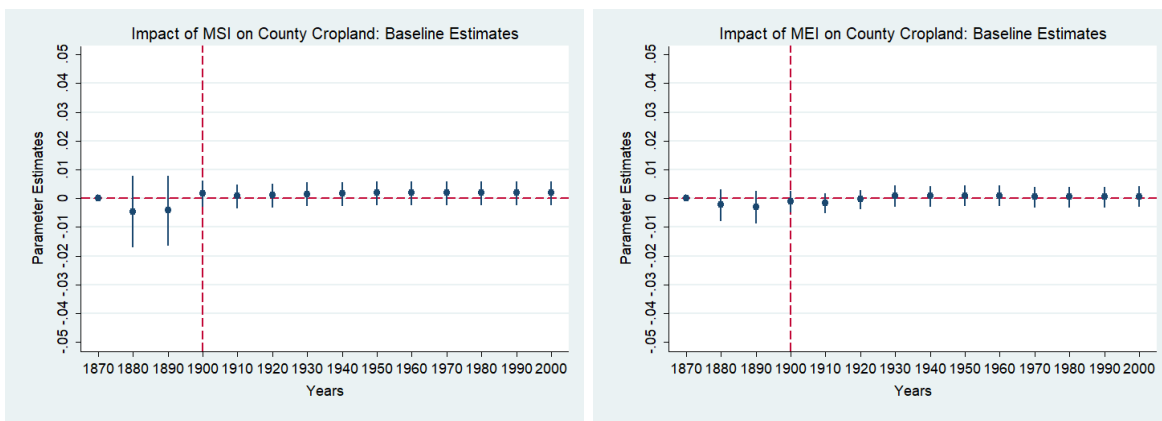 Impact of MSI on County Cropland: Baseline Estimates
Parameter Estimates
.05
.04
.03
.02
.01
0
-.01
-.02
-.03
-.04
-.05
1870 1880 1890 1900 1910 1920 1930 1940 1950 1960 1970 1980 1990 2000
Years
Impact of MEI on County Cropland: Baseline Estimates
Parameter Estimates
.05
.04
.03
.02
.01
0
-.01
-.02
-.03
-.04
-.05
1870 1880 1890 1900 1910 1920 1930 1940 1950 1960 1970 1980 1990 2000
Years